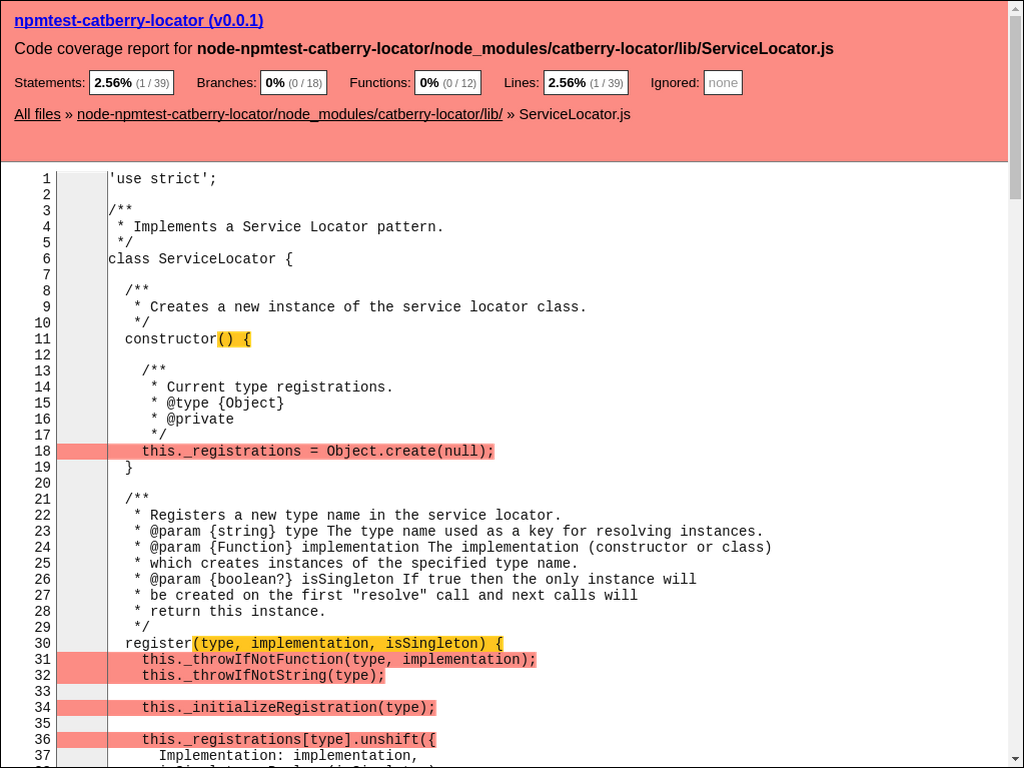 npmtest-catberry-locator (v0.0.1)
Code coverage report for node-npmtest-catberry-locator/node_modules/catberry-locator/lib/ServiceLocator.js
Statements: 2.56% (1 / 39) Branches: 0% (0 / 18) Functions: 0% (0 / 12) Lines: 2.56% (1 / 39) Ignored: none
All files » node-npmtest-catberry-locator/node_modules/catberry-locator/lib/ » ServiceLocator.js
1 'use strict';
2
3 /**
4  * Implements a Service Locator pattern.
5  */
6 class ServiceLocator {
7
8   /**
9    * Creates a new instance of the service locator class.
10    */
11   constructor() {
12
13     /**
14      * Current type registrations.
15      * @type {Object}
16      * @private
17      */
18     this._registrations = Object.create(null);
19   }
20
21   /**
22    * Registers a new type name in the service locator.
23    * @param {string} type The type name used as a key for resolving instances.
24    * @param {Function} implementation The implementation (constructor or class)
25    * which creates instances of the specified type name.
26    * @param {boolean?} isSingleton If true then the only instance will
27    * be created on the first "resolve" call and next calls will
28    * return this instance.
29    */
30   register(type, implementation, isSingleton) {
31     this._throwIfNotFunction(type, implementation);
32     this._throwIfNotString(type);
33
34     this._initializeRegistration(type);
35
36     this._registrations[type].unshift({
37       Implementation: implementation,